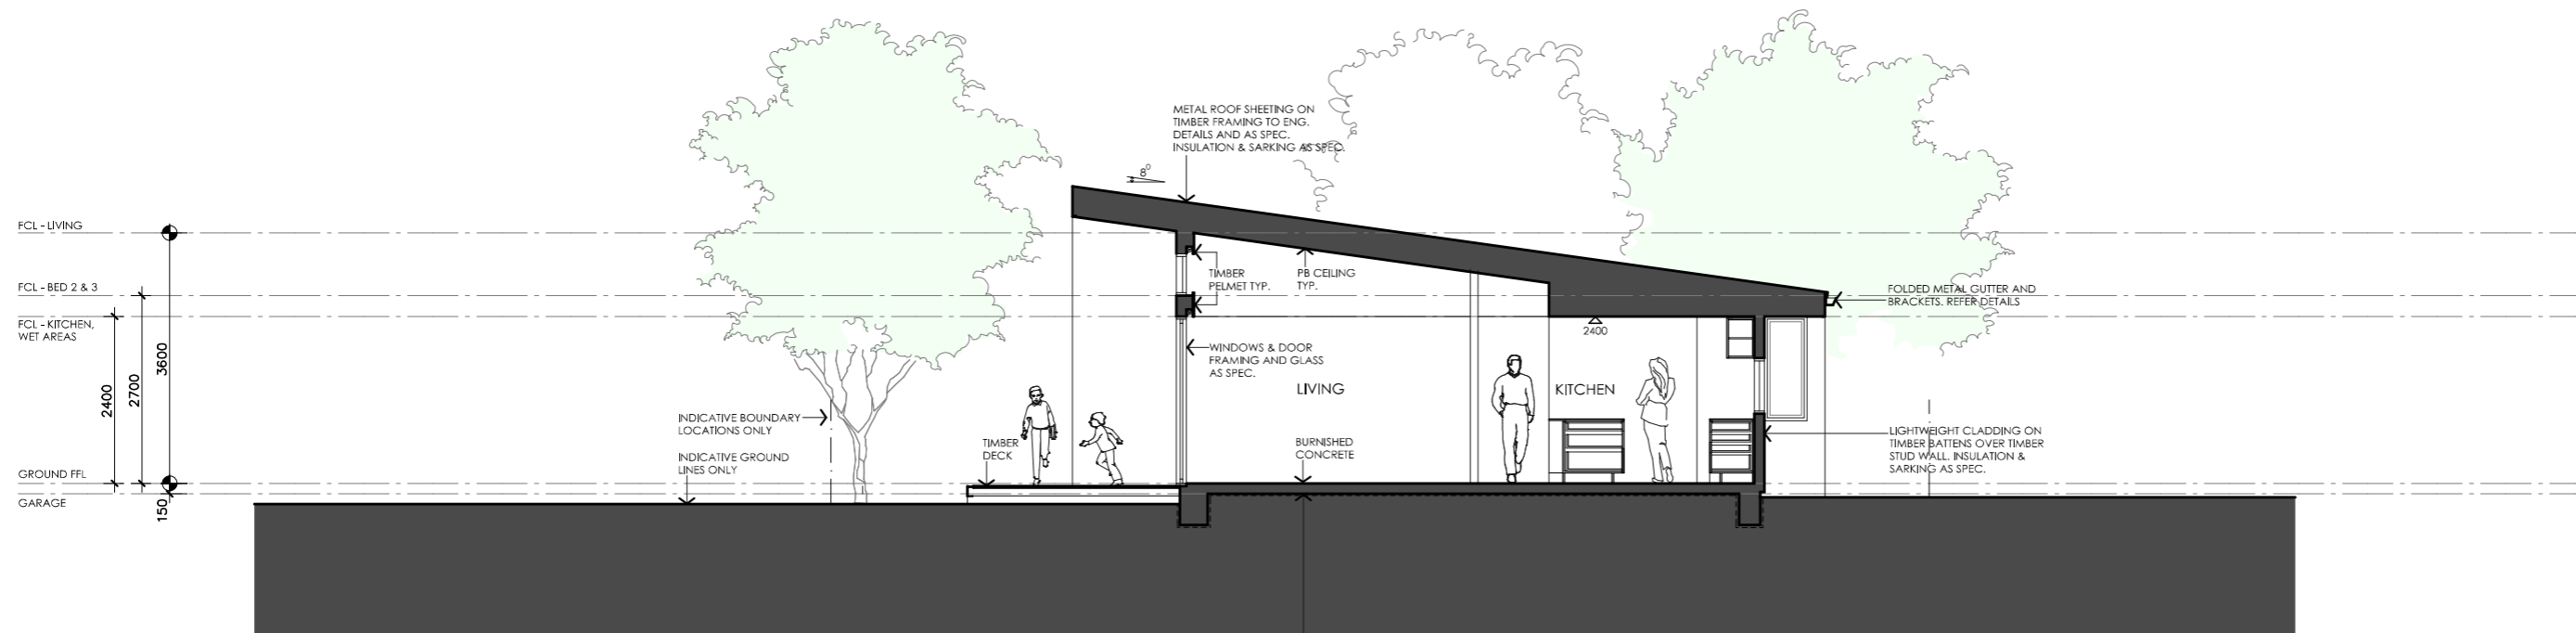 METAL ROOF SHEETING ON
TIMBER FRAMING TO ENG.
DETAILS AND AS SPEC.
INSULATION & SARKING AS SPEC.
8°
FCL - LIVING
FCL - BED 2 & 3
FCL - KITCHEN,
WET AREAS
2400
2700
3600
GROUND FFL
GARAGE
150
INDICATIVE BOUNDARY
LOCATIONS ONLY
INDICATIVE GROUND
LINES ONLY
TIMBER
DECK
TIMBER
PELMET TYP.
PB CEILING
TYP.
WINDOWS & DOOR
FRAMING AND GLASS
AS SPEC.
LIVING
BURNISHED
CONCRETE
2400
KITCHEN
FOLDED METAL GUTTER AND
BRACKETS. REFER DETAILS
LIGHTWEIGHT CLADDING ON
TIMBER BATTENS OVER TIMBER
STUD WALL. INSULATION &
SARKING AS SPEC.